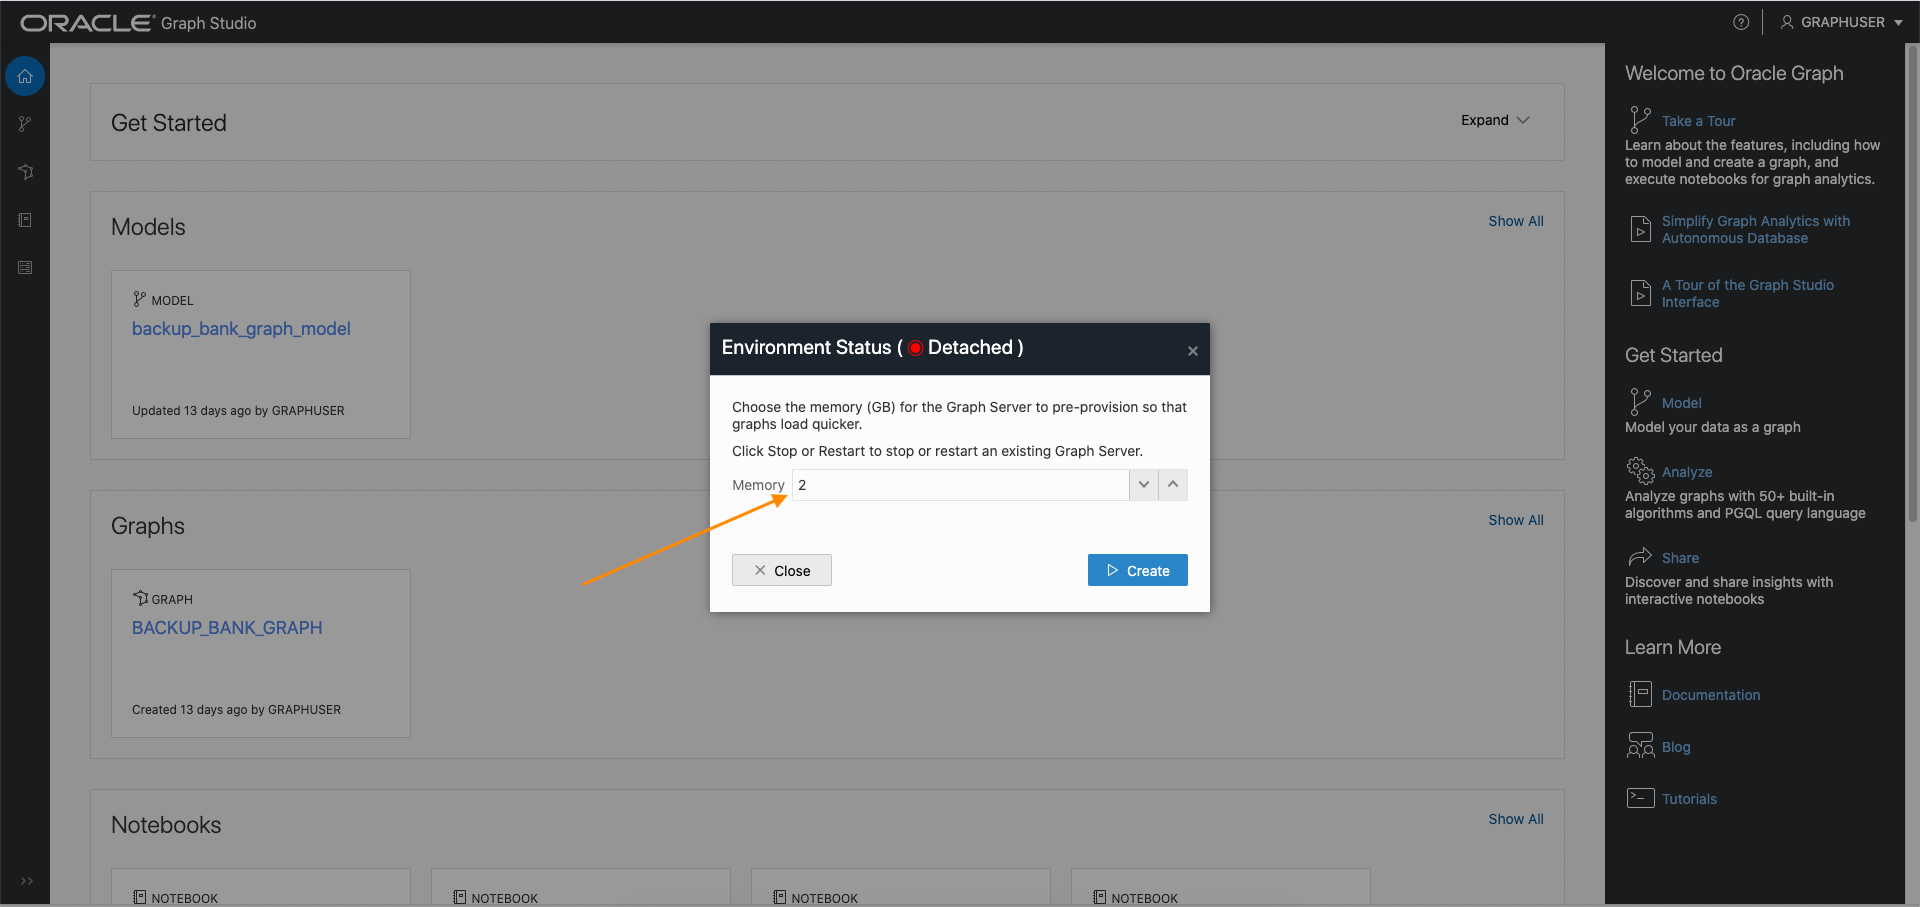 ORACLE Graph Studio
GRAPHUSER
Get Started
Expand
Models
Show All
MODEL
backup_bank_graph_model
Updated 13 days ago by GRAPHUSER
Graphs
Show All
GRAPH
BACKUP_BANK_GRAPH
Created 13 days ago by GRAPHUSER
Notebooks
Show All
NOTEBOOK
NOTEBOOK
NOTEBOOK
NOTEBOOK
Environment Status ( Detached )
Choose the memory (GB) for the Graph Server to pre-provision so that
graphs load quicker.
Click Stop or Restart to stop or restart an existing Graph Server.
Memory 2
Close
Create
Welcome to Oracle Graph
Take a Tour
Learn about the features, including how
to model and create a graph, and
execute notebooks for graph analytics.
Simplify Graph Analytics with
Autonomous Database
A Tour of the Graph Studio
Interface
Get Started
Model
Model your data as a graph
Analyze
Analyze graphs with 50+ built-in
algorithms and PGQL query language
Share
Discover and share insights with
interactive notebooks
Learn More
Documentation
Blog
Tutorials